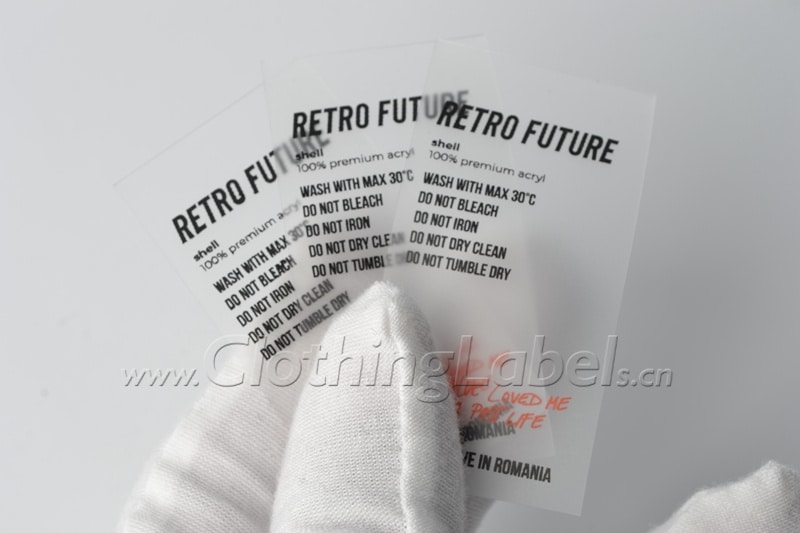 RETRO FUTURE
shell
100% premium acryl
WASH WITH MAX 30°C
DO NOT BLEACH
DO NOT IRON
DO NOT DRY CLEAN
DO NOT TUMBLE DRY
RETRO FUTURE
shell
100% premium acryl
WASH WITH MAX 30°C
DO NOT BLEACH
DO NOT IRON
DO NOT DRY CLEAN
DO NOT TUMBLE
RETRO FUTURE
shell
100% premium acryl
WASH WITH MAX 30°C
DO NOT BLEACH
DO NOT IRON
DO NOT DRY CLEAN
DO NOT TUMBLE DRY
LOVED ME
PAST LIFE
ROMANIA
IN ROMANIA
www.ClothingLabels.cn